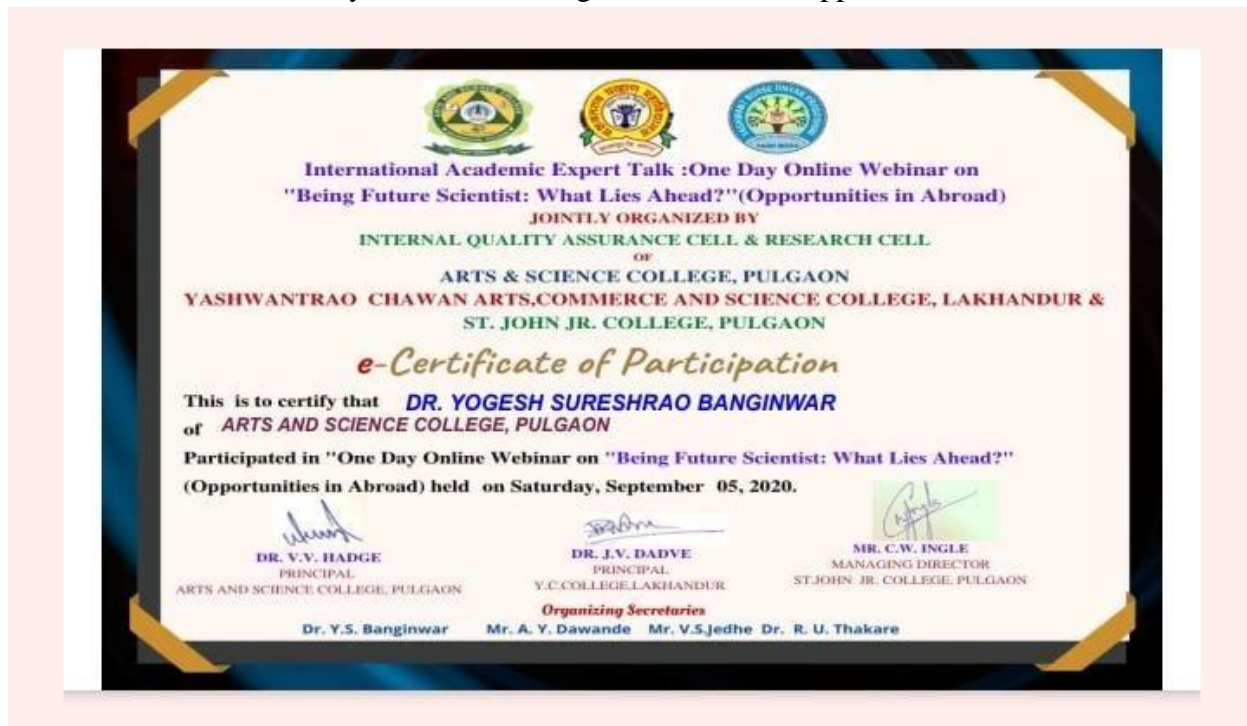 International Academic Expert Talk :One Day Online Webinar on
"Being Future Scientist: What Lies Ahead?"(Opportunities in Abroad)
JOINTLY ORGANIZED BY
INTERNAL QUALITY ASSURANCE CELL & RESEARCH CELL
OF
ARTS & SCIENCE COLLEGE, PULGAON
YASHWANTRAO CHAWAN ARTS,COMMERCE AND SCIENCE COLLEGE, LAKHANDUR &
ST. JOHN JR. COLLEGE, PULGAON
e-Certificate of Participation
This is to certify that DR. YOGESH SURESHRAO BANGINWAR
of ARTS AND SCIENCE COLLEGE, PULGAON
Participated in "One Day Online Webinar on "Being Future Scientist: What Lies Ahead?"
(Opportunities in Abroad) held on Saturday, September 05, 2020.
DR. V.V. HADGE DR. J.V. DADVE MR. C.W. INGLE
PRINCIPAL PRINCIPAL MANAGING DIRECTOR
ARTS AND SCIENCE COLLEGE, PULGAON Y.C.COLLEGE,LAKHANDUR ST.JOHN JR. COLLEGE, PULGAON
Organizing Secretaries
Dr. Y.S. Banginwar Mr. A. Y. Dawande Mr. V.S.Jedhe Dr. R. U. Thakare